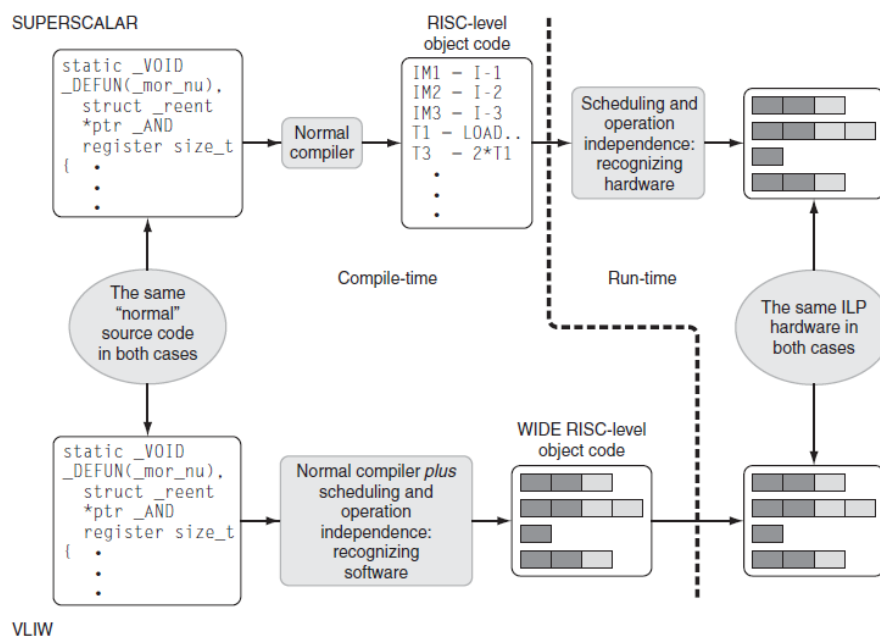 SUPERSCALAR
static _VOID
_DEFUN(_mor_nu),
struct _reent
*ptr _AND
register size_t
{ •
•
•
Normal
compiler
RISC-level
object code
IM1 – I-1
IM2 – I-2
IM3 – I-3
T1 – LOAD..
T3 – 2*T1
•
•
•
Scheduling and
operation
independence:
recognizing
hardware
The same
“normal”
source code
in both cases
Compile-time
Run-time
The same ILP
hardware in
both cases
static _VOID
_DEFUN(_mor_nu),
struct _reent
*ptr _AND
register size_t
{ •
•
•
Normal compiler plus
scheduling and
operation
independence:
recognizing
software
WIDE RISC-level
object code
VLIW